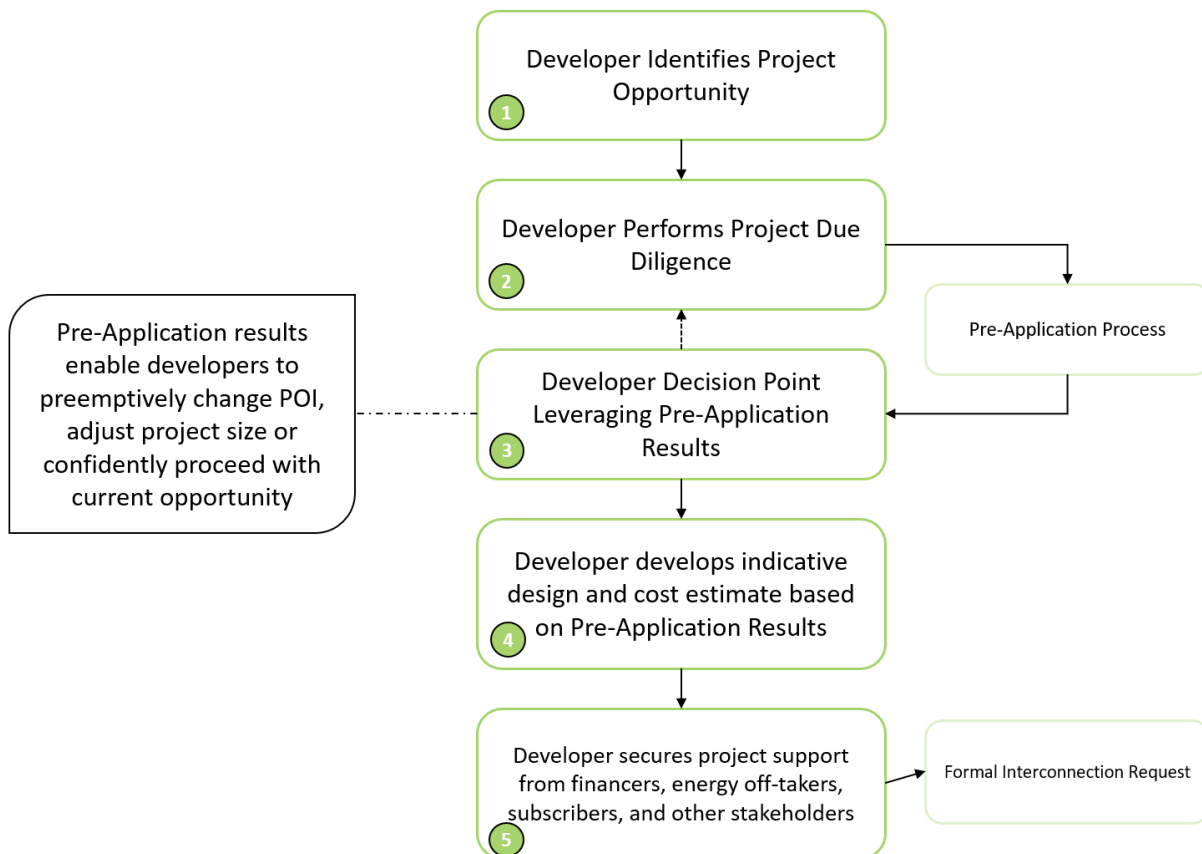 Developer Identifies Project
Opportunity
1
Developer Performs Project Due
Diligence
2
Pre-Application Process
Pre-Application results
enable developers to
preemptively change POI,
adjust project size or
confidently proceed with
current opportunity
Developer Decision Point
Leveraging Pre-Application
Results
3
Developer develops indicative
design and cost estimate based
on Pre-Application Results
4
Developer secures project support
from financers, energy off-takers,
subscribers, and other stakeholders
5
Formal Interconnection Request